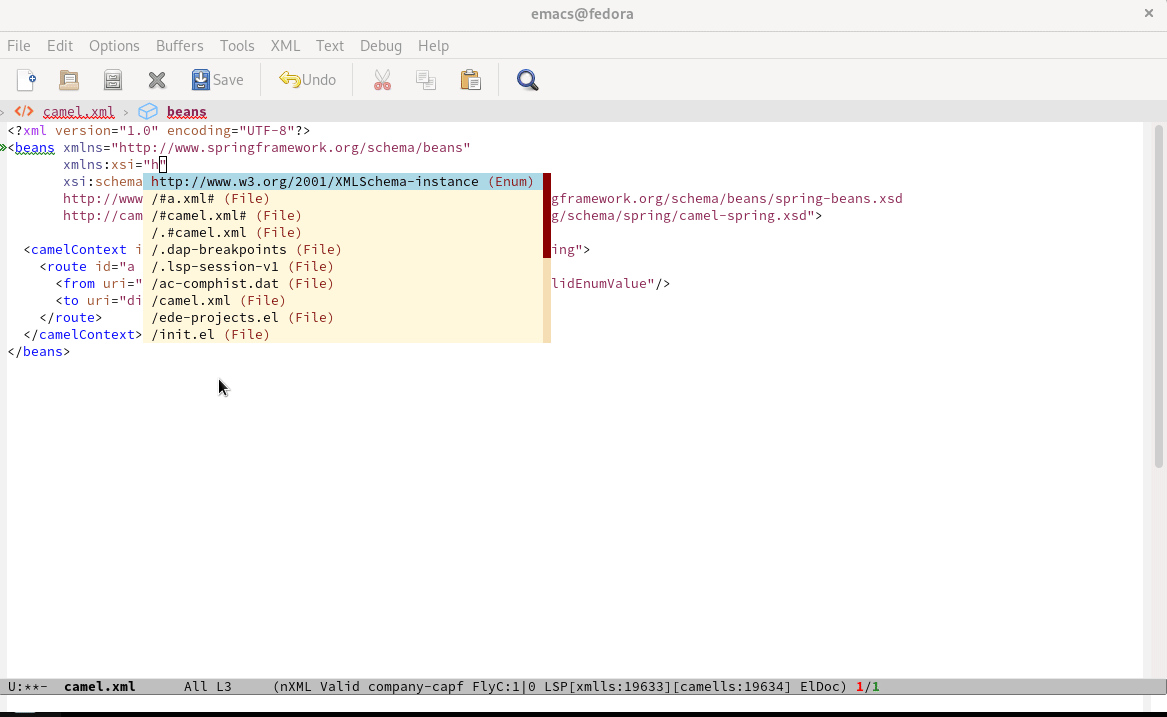 emacs@fedora ×
File Edit Options Buffers Tools XML Text Debug Help
Save Undo
› </> camel.xml › beans
<?xml version="1.0" encoding="UTF-8"?>
»<beans xmlns="http://www.springframework.org/schema/beans"
xmlns:xsi="h"
xsi:schema http://www.w3.org/2001/XMLSchema-instance (Enum)
http://www /#a.xml# (File) gframework.org/schema/beans/spring-beans.xsd
http://cam /#camel.xml# (File) g/schema/spring/camel-spring.xsd">
/.#camel.xml (File)
<camelContext i /.dap-breakpoints (File) ing">
<route id="a /.lsp-session-v1 (File)
<from uri=" /ac-comphist.dat (File) lidEnumValue"/>
<to uri="di /camel.xml (File)
</route> /ede-projects.el (File)
</camelContext> /init.el (File)
</beans>
U:**- camel.xml All L3 (nXML Valid company-capf FlyC:1|0 LSP[xmlls:19633][camells:19634] ElDoc) 1/1